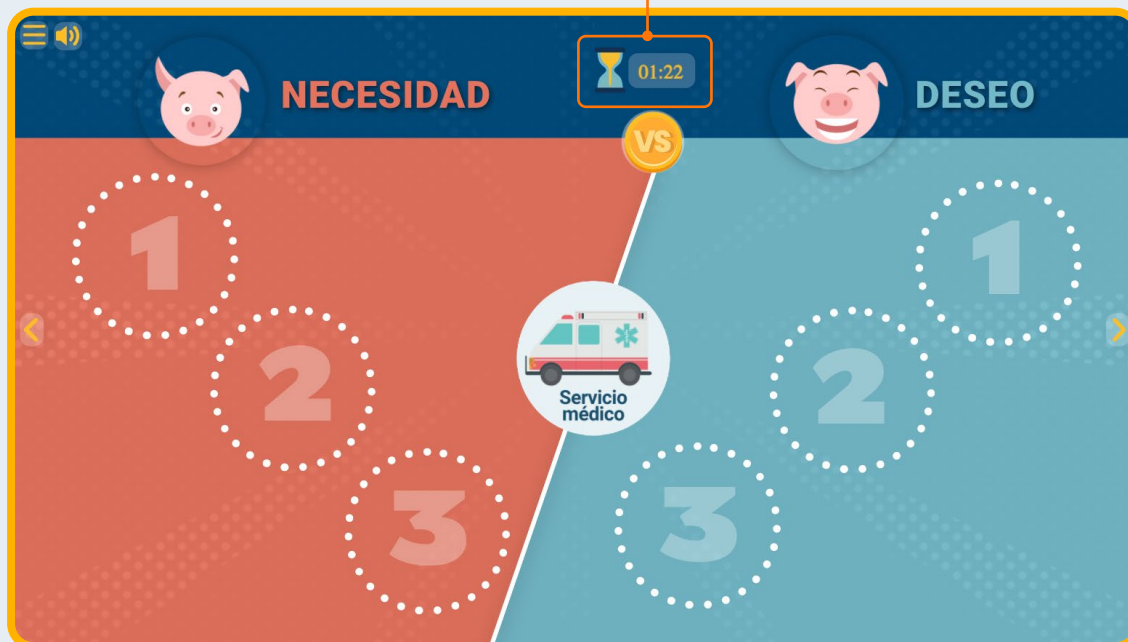 NECESIDAD
01:22
DESEO
VS
1
1
2
2
3
3
Servicio
médico